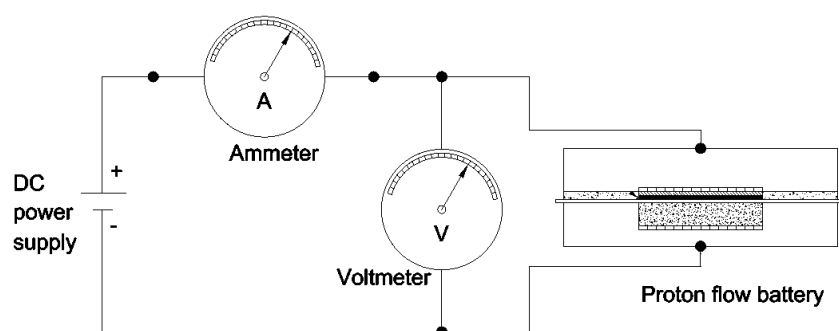 A
Ammeter
+
DC
power
supply
-
V
Voltmeter
Proton flow battery